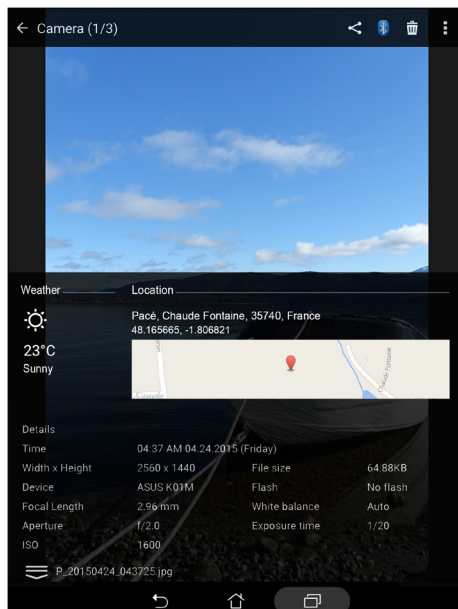 Camera (1/3)
Weather
Location
Pacé, Chaude Fontaine, 35740, France
48.165665, -1.806821
23°C
Sunny
Google
Chaude Fontaine
Details
Time 04:37 AM 04.24.2015 (Friday)
Width x Height 2560 x 1440 File size 64.88KB
Device ASUS K01M Flash No flash
Focal Length 2.96 mm White balance Auto
Aperture f/2.0 Exposure time 1/20
ISO 1600
P_20150424_043725.jpg